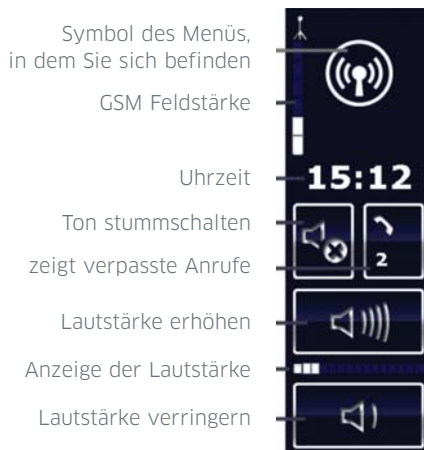 Symbol des Menüs,
in dem Sie sich befinden
GSM Feldstärke
Uhrzeit
15:12
Ton stummschalten
2
zeigt verpasste Anrufe
Lautstärke erhöhen
Anzeige der Lautstärke
Lautstärke verringern